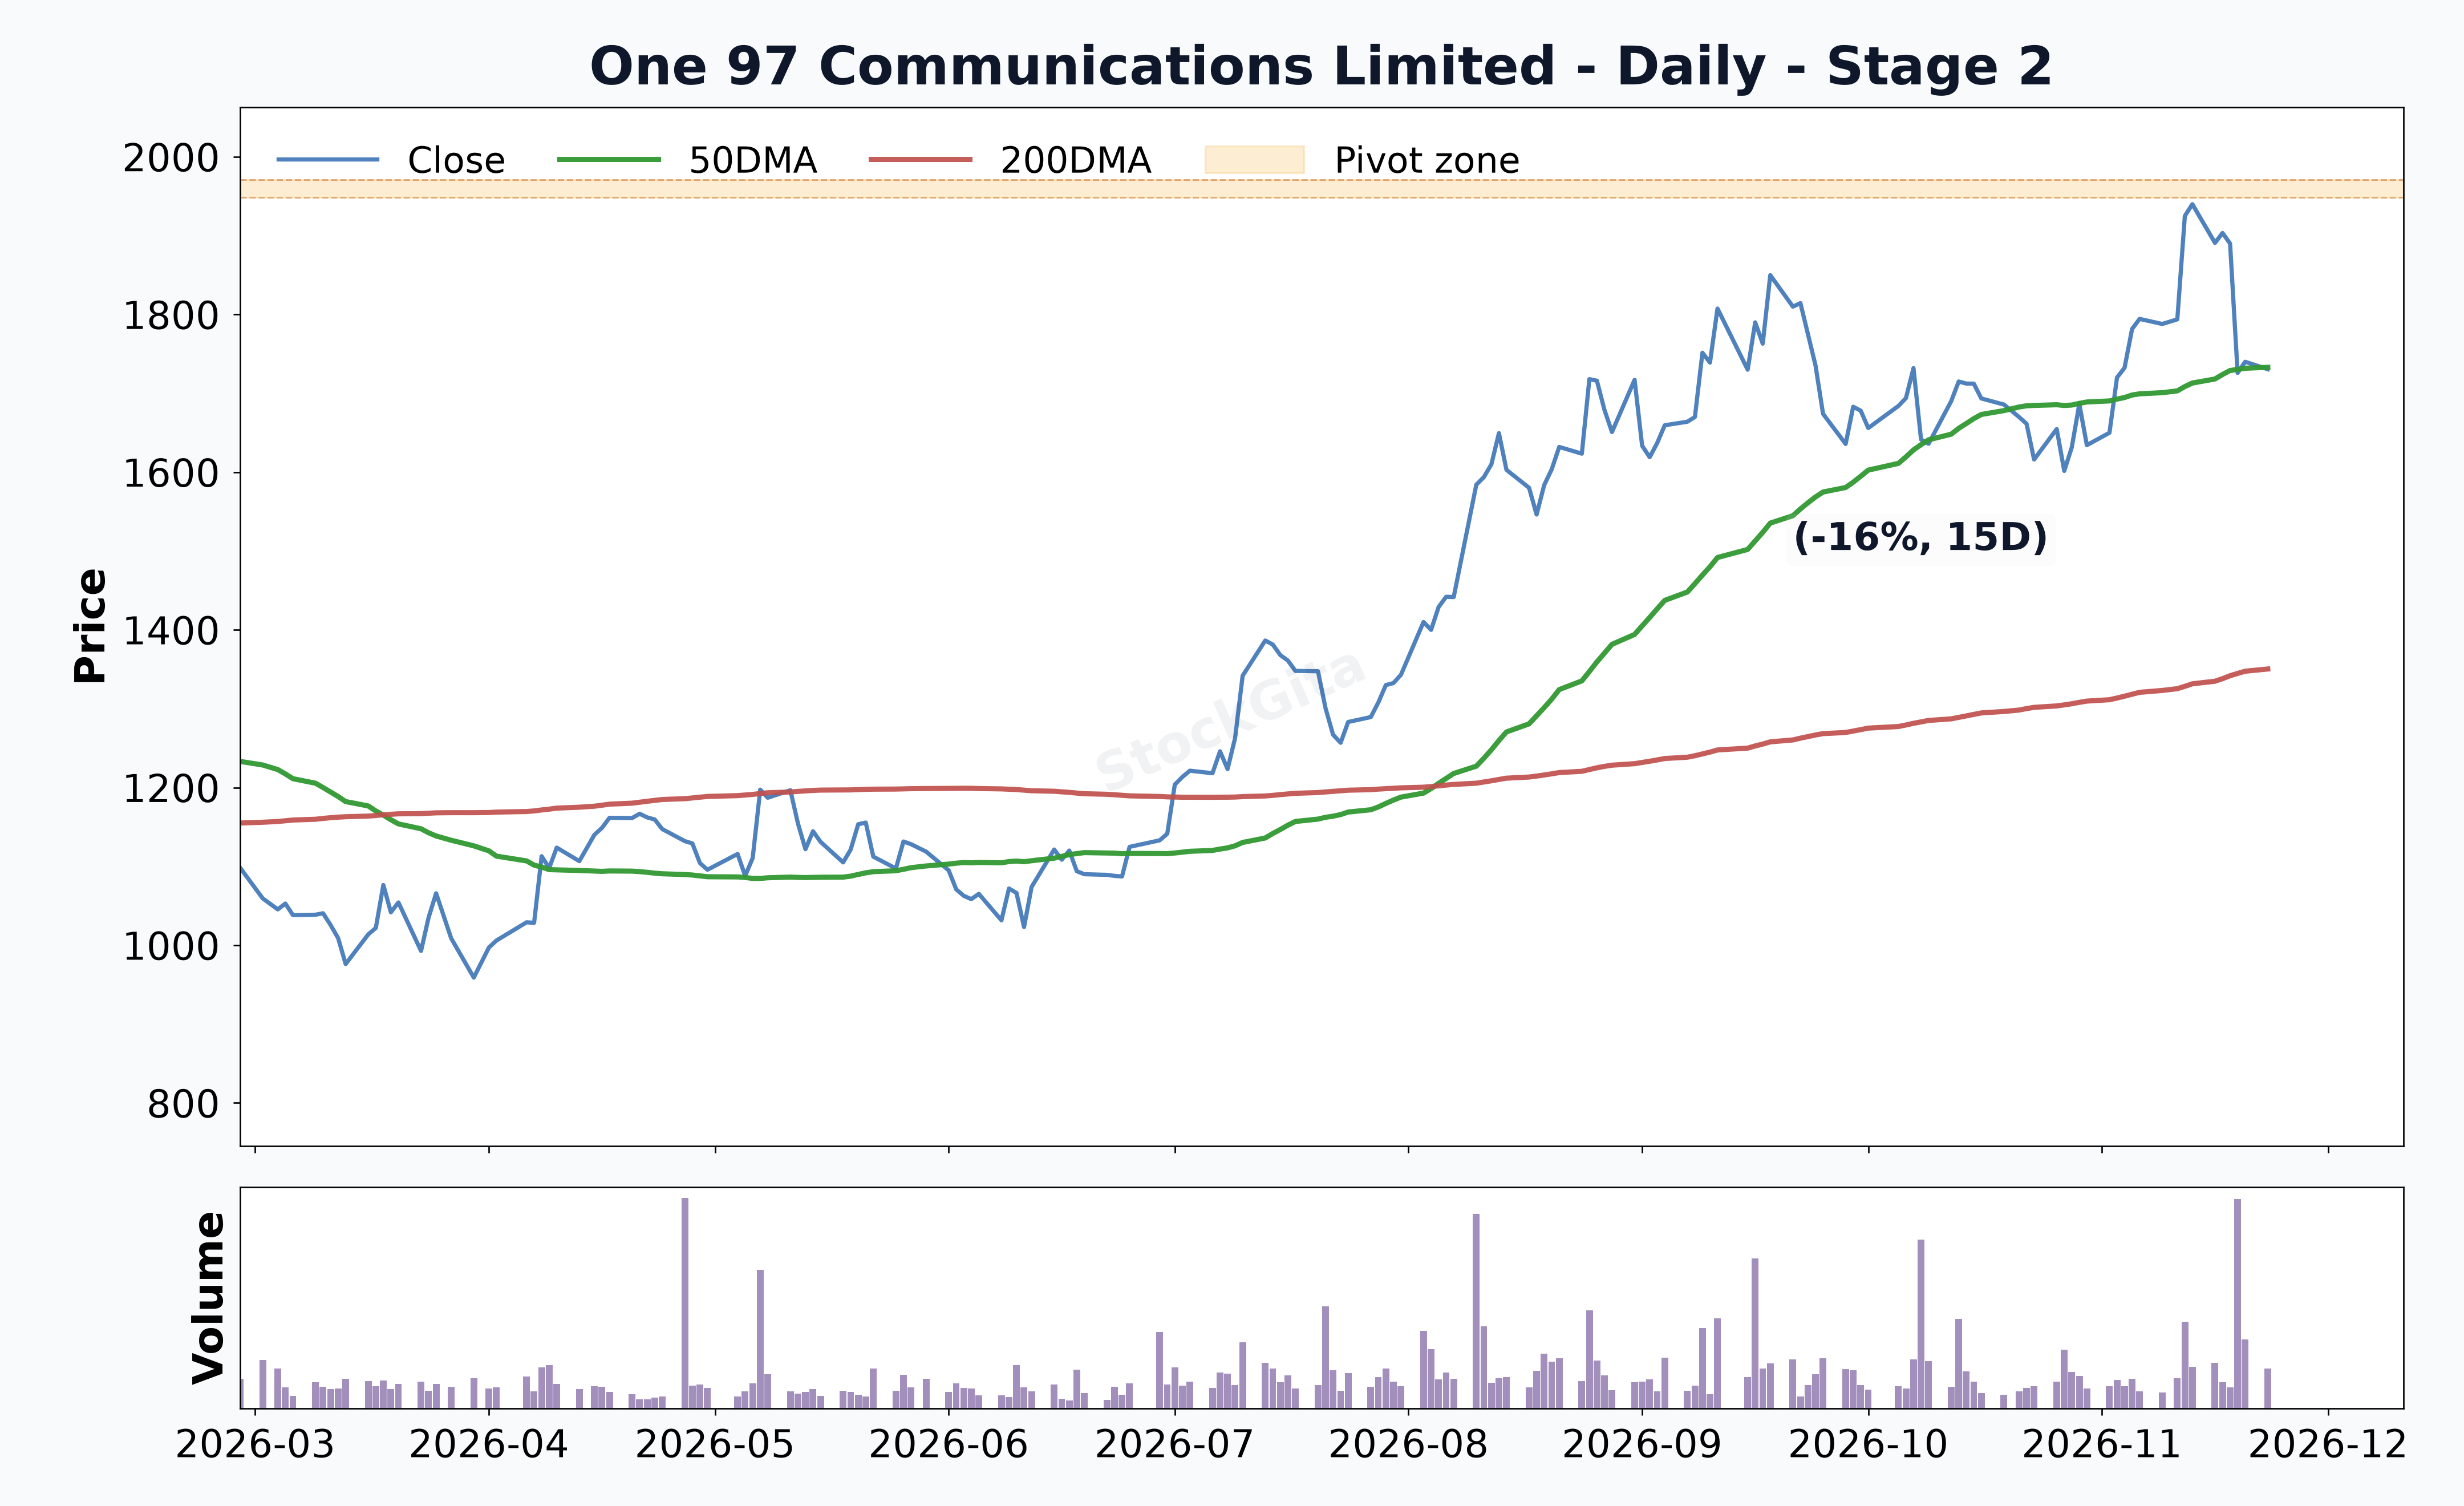 One 97 Communications Limited - Daily - Stage 2
Close 50DMA 200DMA Pivot zone
2000
1800
1600
1400
1200
1000
800
Price
(-16%, 15D)
StockGita
Volume
2026-03 2026-04 2026-05 2026-06 2026-07 2026-08 2026-09 2026-10 2026-11 2026-12